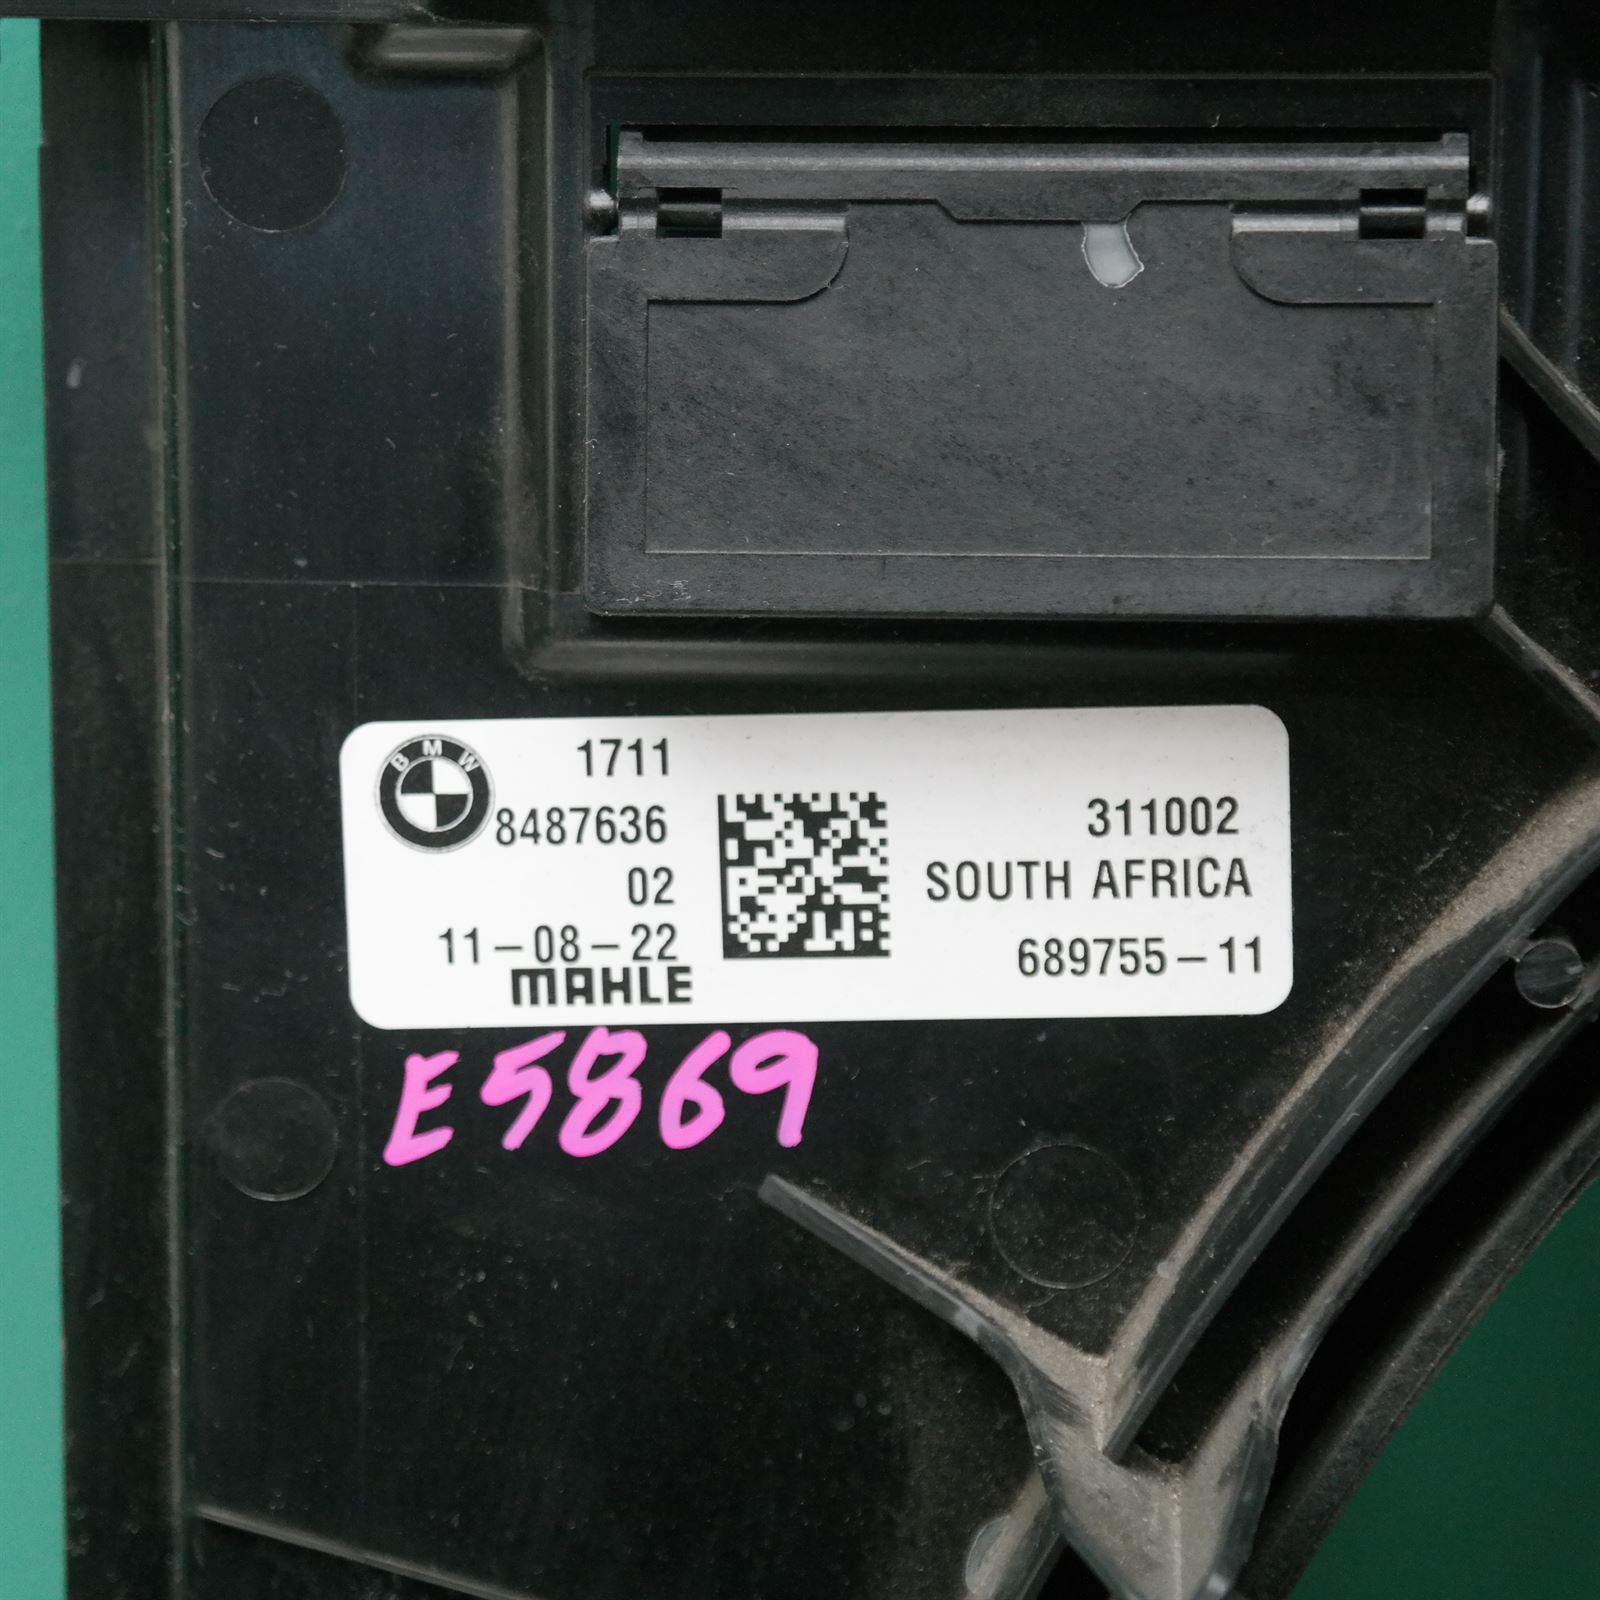 BMW
1711
8487636
02
11-08-22
MAHLE
311002
SOUTH AFRICA
689755-11
E5869